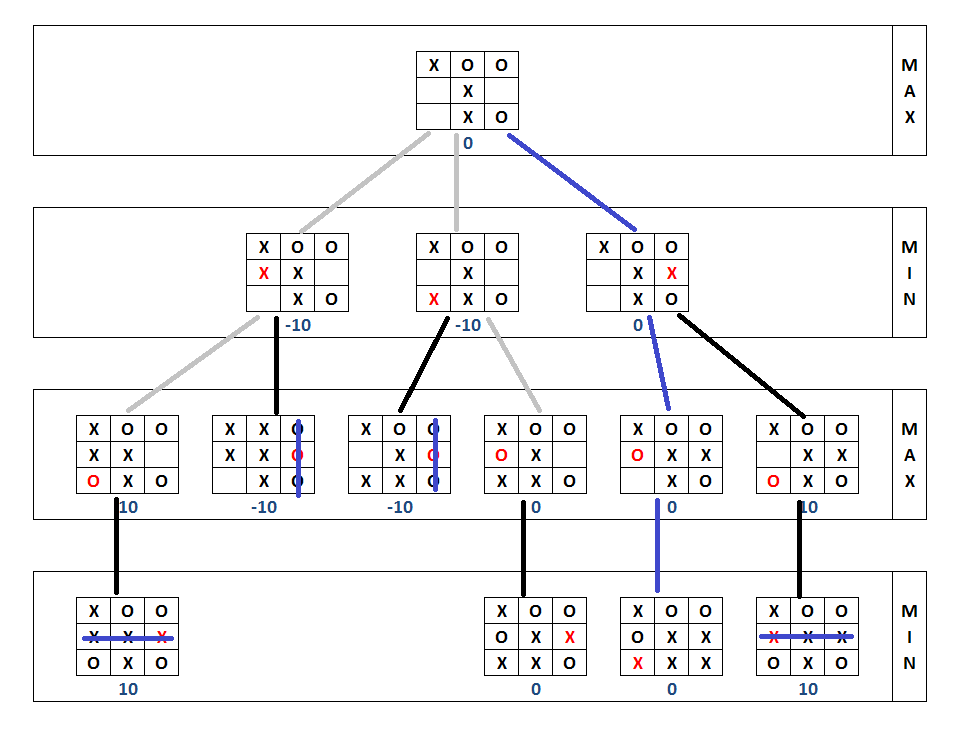 X O O M
X A
X X O X
0
X O O X O O X O O M
X X X X X I
X O X X O X O N
-10 -10 0
X O O X X O X O O X O O X O O X O O M
X X X X O X O O X O X X X X A
O X O X O X X O X X O X O O X O X
10 -10 -10 0 0 10
X O O X O O X O O X O O M
X X X O X X O X X X X X I
O X O X X O X X X O X O N
10 0 0 10